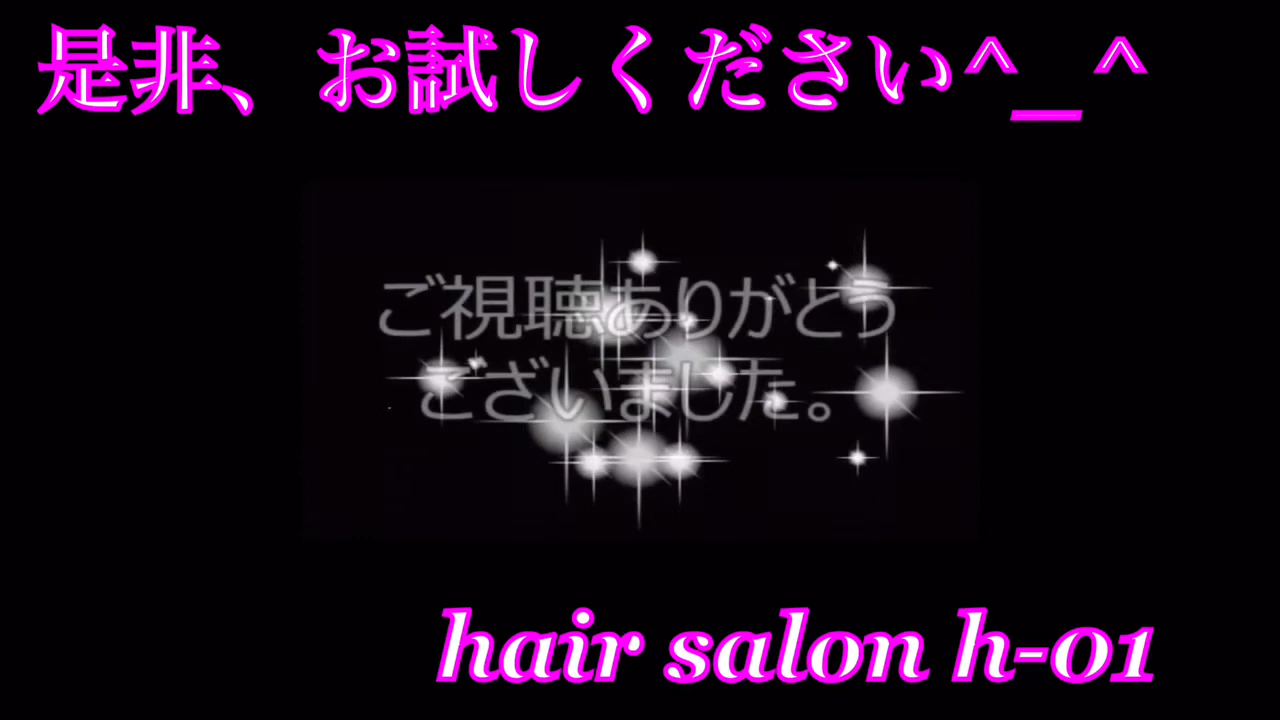 是非、お試しください^_^
ご視聴ありがとう
ございました。
hair salon h-01